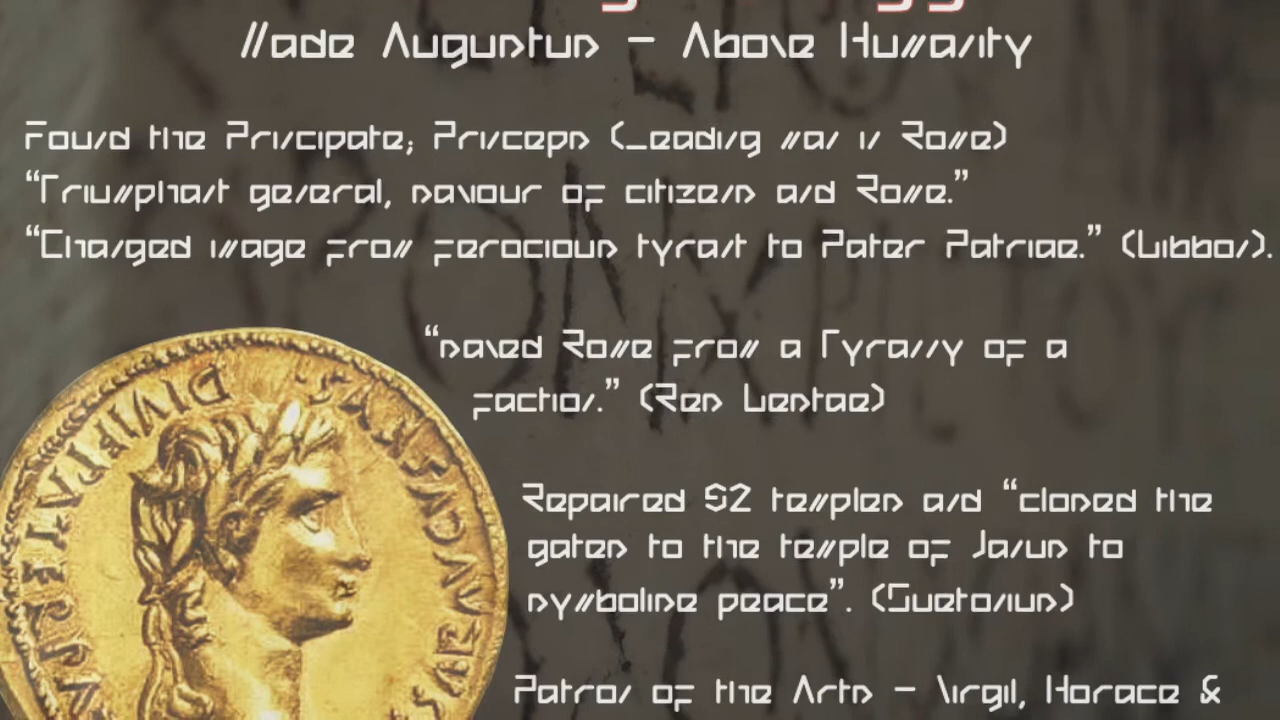 Made Augustus – Above Humanity
Found the Principate; Princeps (Leading man in Rome)
“Triumphant general, saviour of citizens and Rome.”
“Changed image from ferocious tyrant to Pater Patriae.” (Gibbon).
“saved Rome from a Tyranny of a
faction.” (Res Gestae)
Repaired 82 temples and “closed the
gates to the temple of Janus to
symbolise peace”. (Suetonius)
Patron of the Arts – Virgil, Horace &
DIVI F PATER